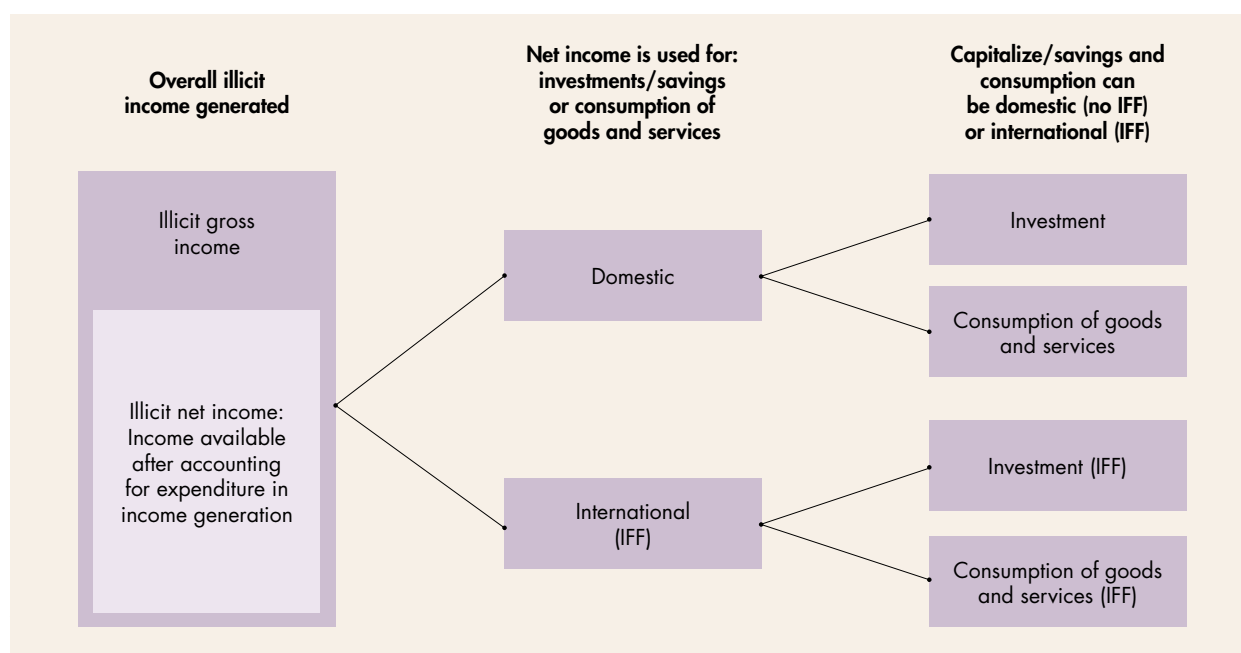 Overall illicit
income generated
Net income is used for:
investments/savings
or consumption of
goods and services
Capitalize/savings and
consumption can
be domestic (no IFF)
or international (IFF)
Illicit gross
income
Illicit net income:
Income available
after accounting
for expenditure in
income generation
Domestic
International
(IFF)
Investment
Consumption of goods
and services
Investment (IFF)
Consumption of goods
and services (IFF)